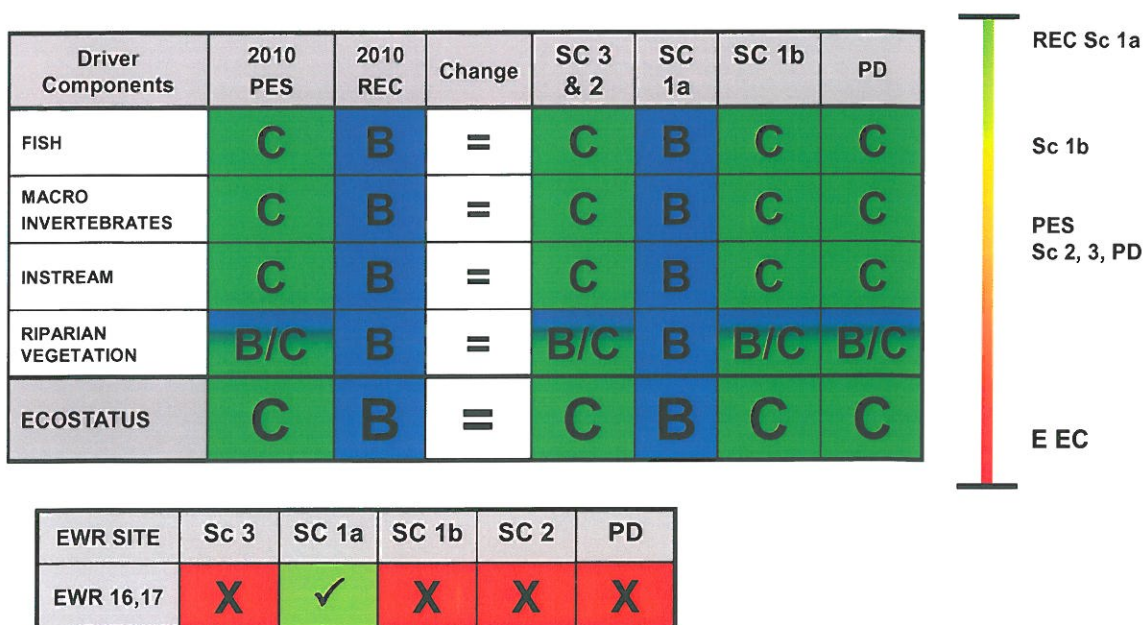 Driver Components 2010 PES 2010 REC Change SC 3 & 2 SC 1a SC 1b PD
FISH C B = C B C C
MACRO INVERTEBRATES C B = C B C C
INSTREAM C B = C B C C
RIPARIAN VEGETATION B/C B = B/C B B/C B/C
ECOSTATUS C B = C B C C
REC Sc 1a
Sc 1b
PES
Sc 2, 3, PD
E EC
EWR SITE Sc 3 SC 1a SC 1b SC 2 PD
EWR 16,17 X ✓ X X X